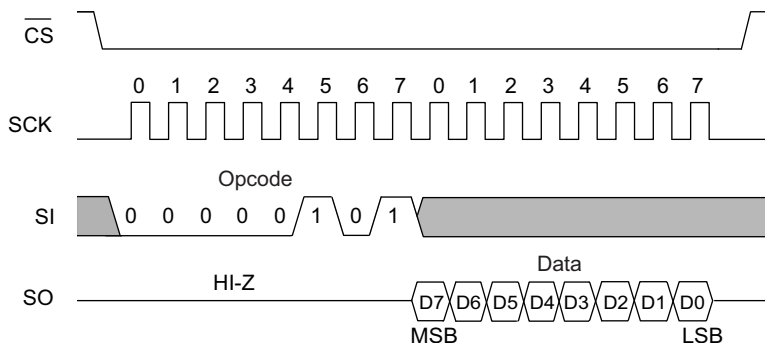 CS
0 1 2 3 4 5 6 7 0 1 2 3 4 5 6 7
SCK
Opcode
SI 0 0 0 0 0 1 0 1
Data
HI-Z
SO D7 D6 D5 D4 D3 D2 D1 D0
MSB LSB